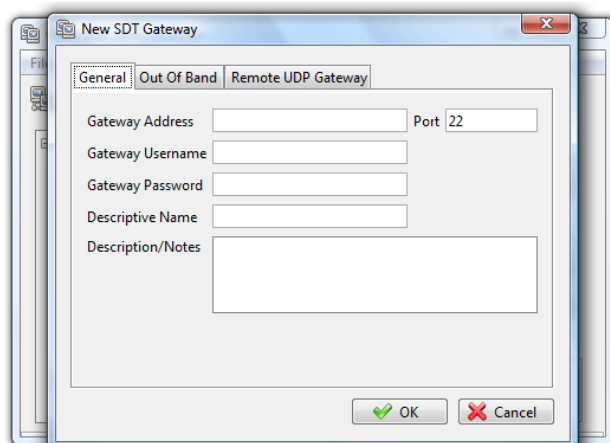 New SDT Gateway
General Out Of Band Remote UDP Gateway
Gateway Address Port 22
Gateway Username
Gateway Password
Descriptive Name
Description/Notes
OK Cancel